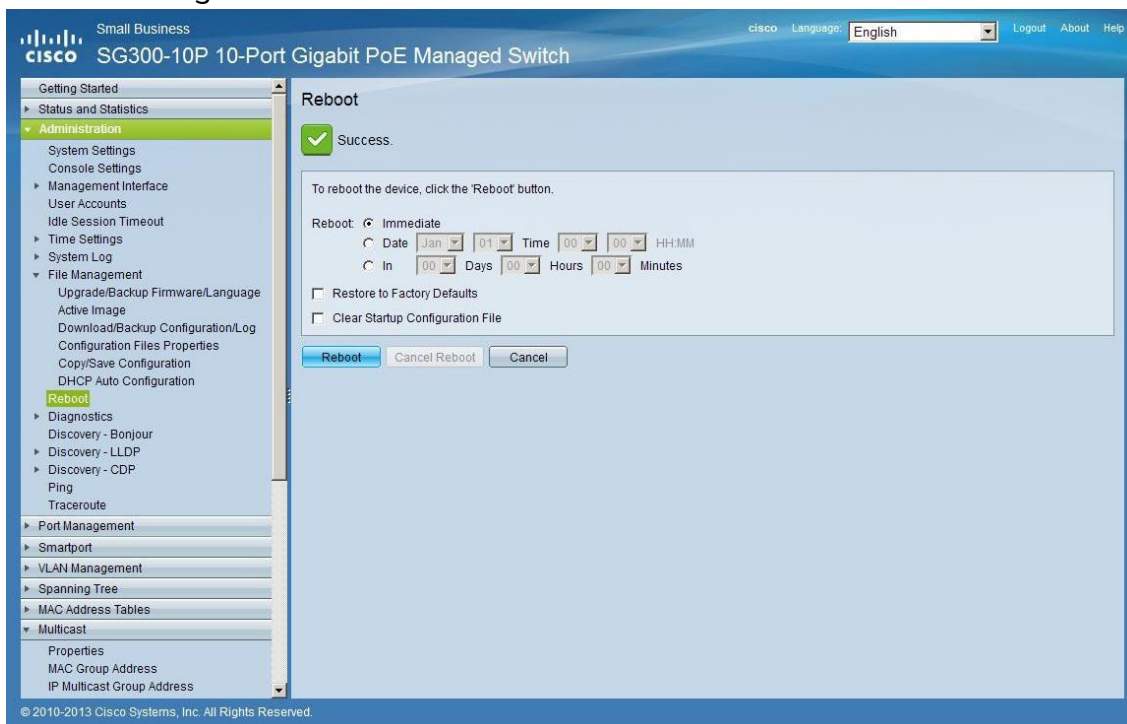 Small Business
cisco Language: English Logout About Help
CISCO SG300-10P 10-Port Gigabit PoE Managed Switch
Getting Started
Status and Statistics
Administration
System Settings
Console Settings
Management Interface
User Accounts
Idle Session Timeout
Time Settings
System Log
File Management
Upgrade/Backup Firmware/Language
Active Image
Download/Backup Configuration/Log
Configuration Files Properties
Copy/Save Configuration
DHCP Auto Configuration
Reboot
Diagnostics
Discovery - Bonjour
Discovery - LLDP
Discovery - CDP
Ping
Traceroute
Port Management
Smartport
VLAN Management
Spanning Tree
MAC Address Tables
Multicast
Properties
MAC Group Address
IP Multicast Group Address
Reboot
Success.
To reboot the device, click the 'Reboot' button.
Reboot: Immediate
Date Jan 01 Time 00 00 HH:MM
In 00 Days 00 Hours 00 Minutes
Restore to Factory Defaults
Clear Startup Configuration File
Reboot Cancel Reboot Cancel
© 2010-2013 Cisco Systems, Inc. All Rights Reserved.